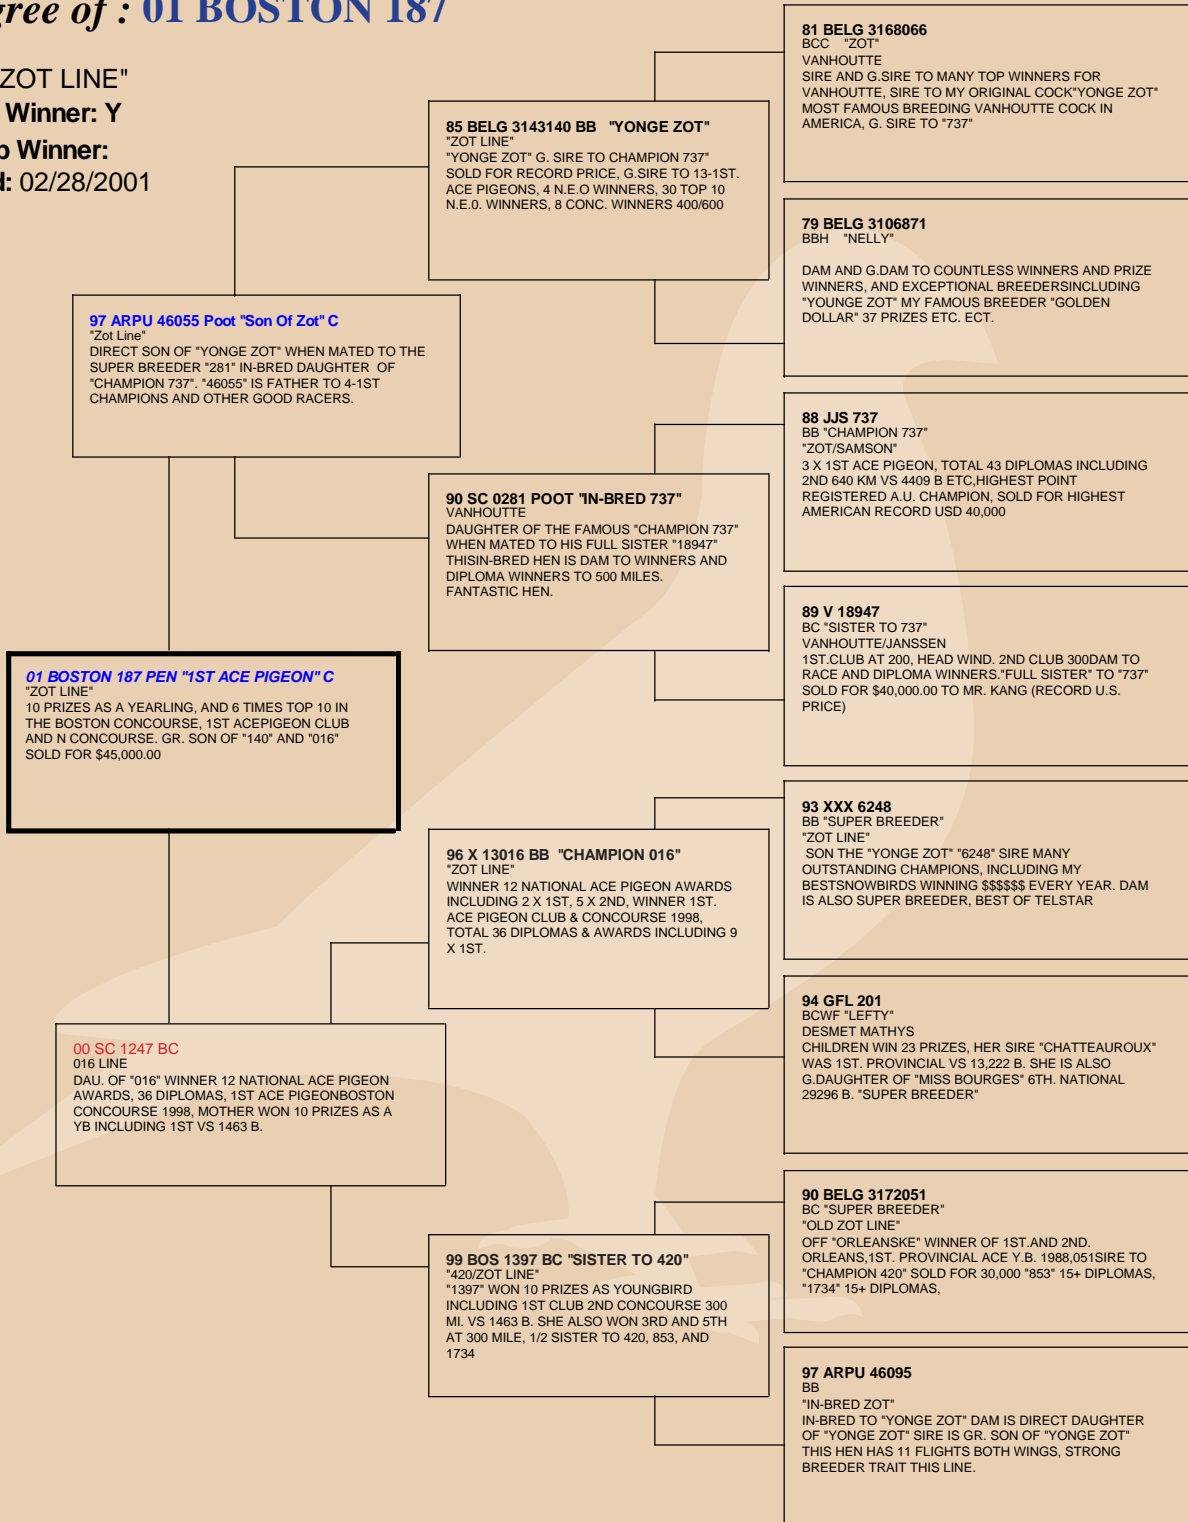 gree of : 01 BOSTON 187
ZOT LINE"
Winner: Y
p Winner:
d: 02/28/2001
81 BELG 3168066
BCC "ZOT"
VANHOUTTE
SIRE AND G.SIRE TO MANY TOP WINNERS FOR
VANHOUTTE, SIRE TO MY ORIGINAL COCK"YONGE ZOT"
MOST FAMOUS BREEDING VANHOUTTE COCK IN
AMERICA, G. SIRE TO "737"
85 BELG 3143140 BB "YONGE ZOT"
"ZOT LINE"
"YONGE ZOT" G. SIRE TO CHAMPION 737"
SOLD FOR RECORD PRICE, G.SIRE TO 13-1ST.
ACE PIGEONS, 4 N.E.O WINNERS, 30 TOP 10
N.E.0. WINNERS, 8 CONC. WINNERS 400/600
79 BELG 3106871
BBH "NELLY"
DAM AND G.DAM TO COUNTLESS WINNERS AND PRIZE
WINNERS, AND EXCEPTIONAL BREEDERSINCLUDING
"YOUNGE ZOT" MY FAMOUS BREEDER "GOLDEN
DOLLAR" 37 PRIZES ETC. ECT.
97 ARPU 46055 Poot "Son Of Zot" C
"Zot Line"
DIRECT SON OF "YONGE ZOT" WHEN MATED TO THE
SUPER BREEDER "281" IN-BRED DAUGHTER OF
"CHAMPION 737". "46055" IS FATHER TO 4-1ST
CHAMPIONS AND OTHER GOOD RACERS.
88 JJS 737
BB "CHAMPION 737"
"ZOT/SAMSON"
3 X 1ST ACE PIGEON, TOTAL 43 DIPLOMAS INCLUDING
2ND 640 KM VS 4409 B ETC,HIGHEST POINT
REGISTERED A.U. CHAMPION, SOLD FOR HIGHEST
AMERICAN RECORD USD 40,000
90 SC 0281 POOT "IN-BRED 737"
VANHOUTTE
DAUGHTER OF THE FAMOUS "CHAMPION 737"
WHEN MATED TO HIS FULL SISTER "18947"
THISIN-BRED HEN IS DAM TO WINNERS AND
DIPLOMA WINNERS TO 500 MILES.
FANTASTIC HEN.
89 V 18947
BC "SISTER TO 737"
VANHOUTTE/JANSSEN
1ST.CLUB AT 200, HEAD WIND. 2ND CLUB 300DAM TO
RACE AND DIPLOMA WINNERS."FULL SISTER" TO "737"
SOLD FOR $40,000.00 TO MR. KANG (RECORD U.S.
PRICE)
01 BOSTON 187 PEN "1ST ACE PIGEON" C
"ZOT LINE"
10 PRIZES AS A YEARLING, AND 6 TIMES TOP 10 IN
THE BOSTON CONCOURSE, 1ST ACEPIGEON CLUB
AND N CONCOURSE. GR. SON OF "140" AND "016"
SOLD FOR $45,000.00
93 XXX 6248
BB "SUPER BREEDER"
"ZOT LINE"
SON THE "YONGE ZOT" "6248" SIRE MANY
OUTSTANDING CHAMPIONS, INCLUDING MY
BESTSNOWBIRDS WINNING $$$$$$ EVERY YEAR. DAM
IS ALSO SUPER BREEDER, BEST OF TELSTAR
96 X 13016 BB "CHAMPION 016"
"ZOT LINE"
WINNER 12 NATIONAL ACE PIGEON AWARDS
INCLUDING 2 X 1ST, 5 X 2ND, WINNER 1ST.
ACE PIGEON CLUB & CONCOURSE 1998,
TOTAL 36 DIPLOMAS & AWARDS INCLUDING 9
X 1ST.
94 GFL 201
BCWF "LEFTY"
DESMET MATHYS
CHILDREN WIN 23 PRIZES, HER SIRE "CHATTEAUROUX"
WAS 1ST. PROVINCIAL VS 13,222 B. SHE IS ALSO
G.DAUGHTER OF "MISS BOURGES" 6TH. NATIONAL
29296 B. "SUPER BREEDER"
00 SC 1247 BC
016 LINE
DAU. OF "016" WINNER 12 NATIONAL ACE PIGEON
AWARDS, 36 DIPLOMAS, 1ST ACE PIGEONBOSTON
CONCOURSE 1998, MOTHER WON 10 PRIZES AS A
YB INCLUDING 1ST VS 1463 B.
90 BELG 3172051
BC "SUPER BREEDER"
"OLD ZOT LINE"
OFF "ORLEANSKE" WINNER OF 1ST.AND 2ND.
ORLEANS,1ST. PROVINCIAL ACE Y.B. 1988,051SIRE TO
"CHAMPION 420" SOLD FOR 30,000 "853" 15+ DIPLOMAS,
"1734" 15+ DIPLOMAS,
99 BOS 1397 BC "SISTER TO 420"
"420/ZOT LINE"
"1397" WON 10 PRIZES AS YOUNGBIRD
INCLUDING 1ST CLUB 2ND CONCOURSE 300
MI. VS 1463 B. SHE ALSO WON 3RD AND 5TH
AT 300 MILE, 1/2 SISTER TO 420, 853, AND
1734
97 ARPU 46095
BB
"IN-BRED ZOT"
IN-BRED TO "YONGE ZOT" DAM IS DIRECT DAUGHTER
OF "YONGE ZOT" SIRE IS GR. SON OF "YONGE ZOT"
THIS HEN HAS 11 FLIGHTS BOTH WINGS, STRONG
BREEDER TRAIT THIS LINE.